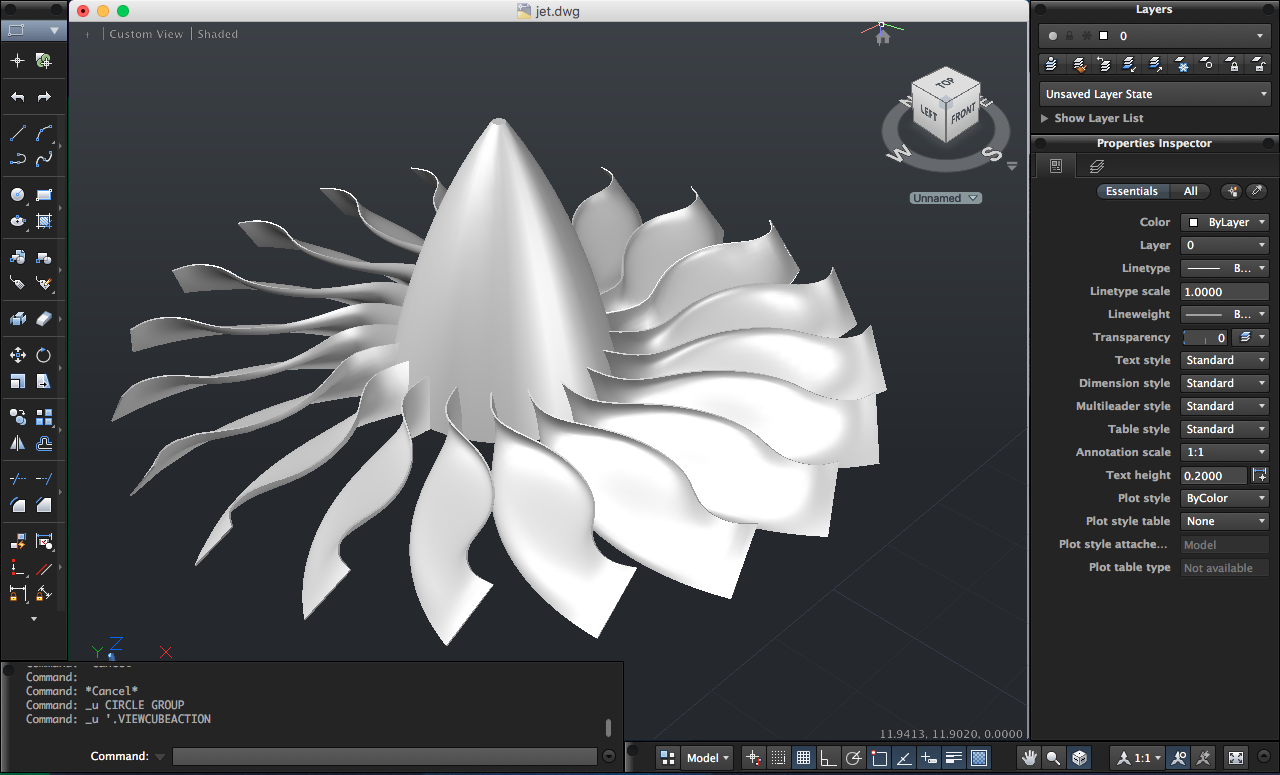 jet.dwg
+ Custom View Shaded
TOP
LEFT FRONT
W S
Unnamed
Z
Y X
Command:
Command: *Cancel*
Command: _u CIRCLE GROUP
Command: _u '.VIEWCUBEACTION
Command:
11.9413, 11.9020, 0.0000
Model
1:1
Layers
0
Unsaved Layer State
Show Layer List
Properties Inspector
Essentials All
Color ByLayer
Layer 0
Linetype B...
Linetype scale 1.0000
Lineweight B...
Transparency 0
Text style Standard
Dimension style Standard
Multileader style Standard
Table style Standard
Annotation scale 1:1
Text height 0.2000
Plot style ByColor
Plot style table None
Plot style attache... Model
Plot table type Not available